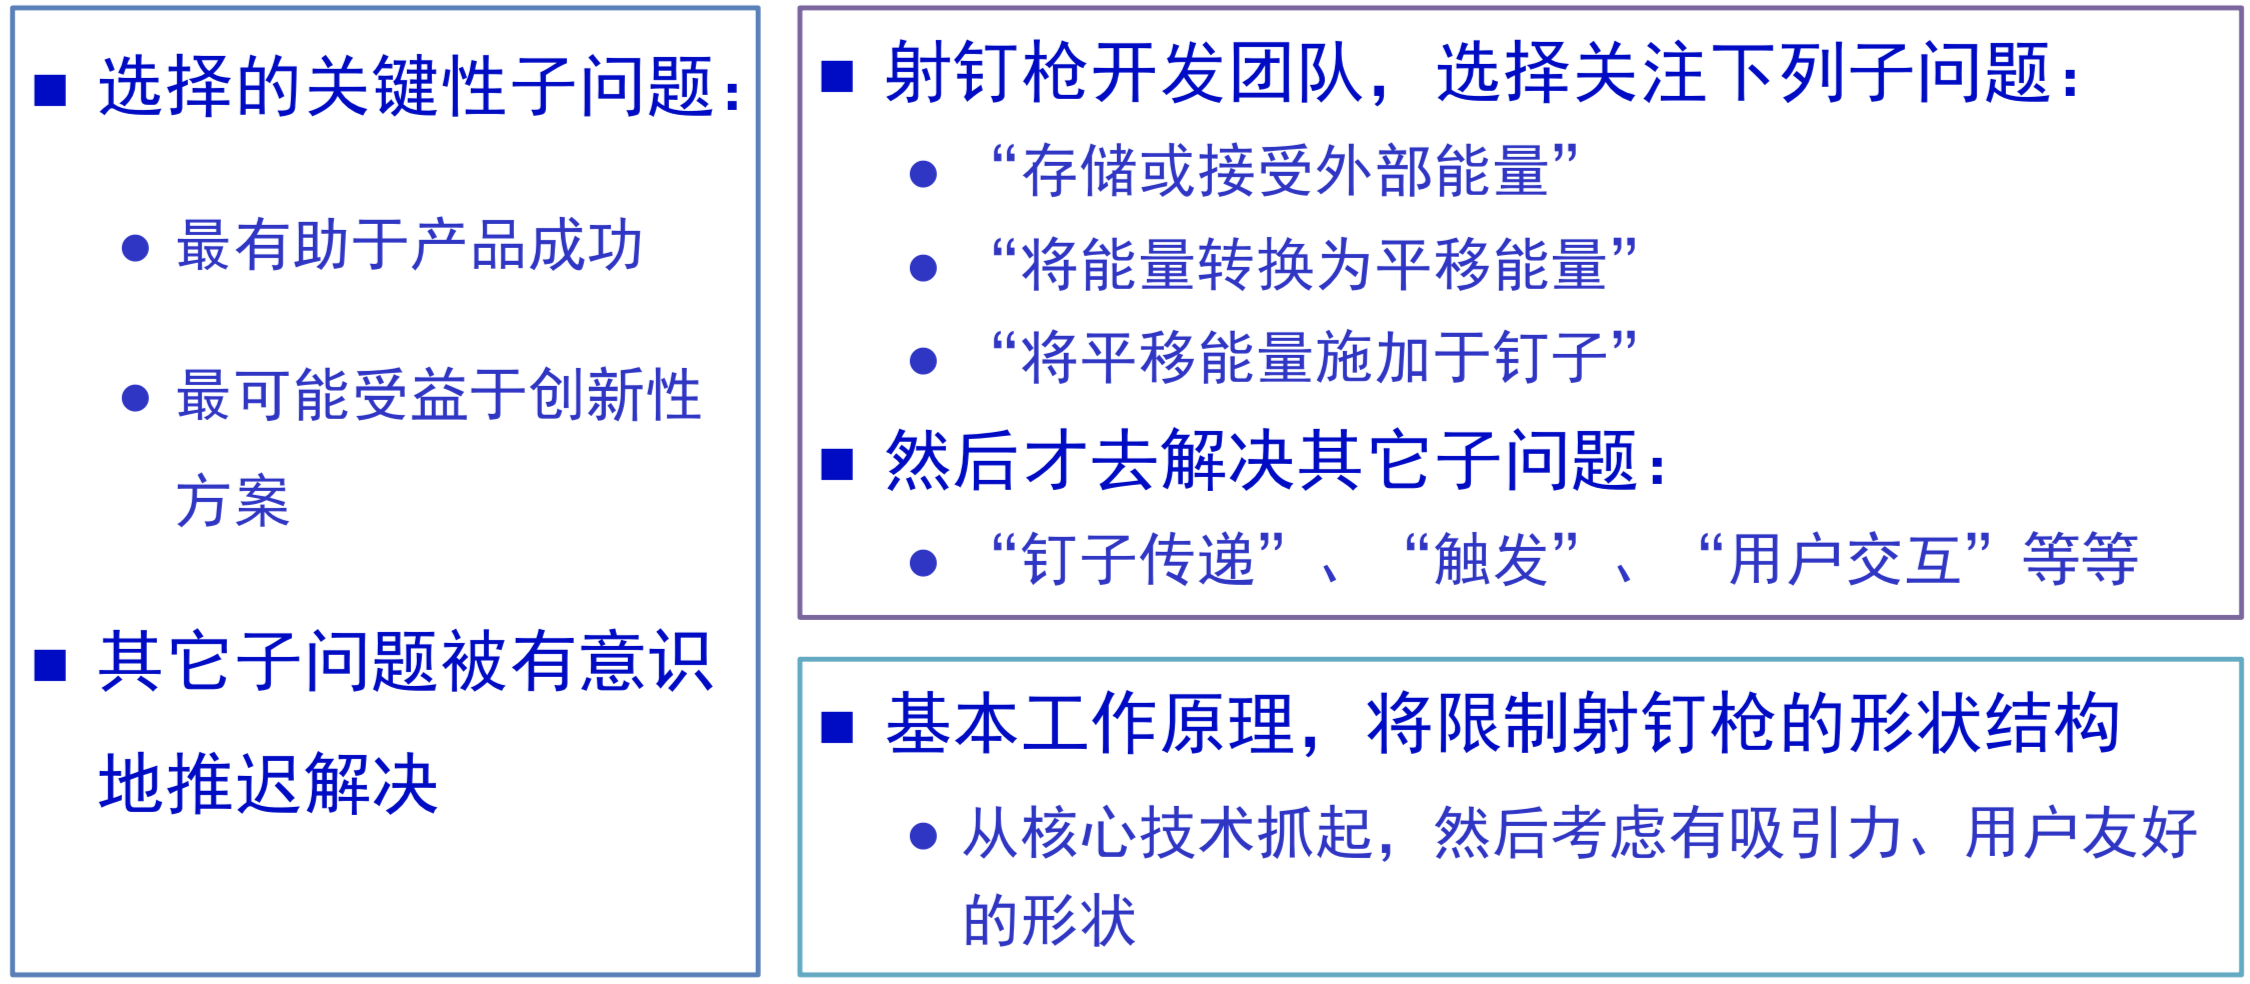 ■ 选择的关键性子问题：
● 最有助于产品成功
● 最可能受益于创新性
方案
■ 其它子问题被有意识
地推迟解决
■ 射钉枪开发团队，选择关注下列子问题：
● “存储或接受外部能量”
● “将能量转换为平移能量”
● “将平移能量施加于钉子”
■ 然后才去解决其它子问题：
● “钉子传递”、“触发”、“用户交互”等等
■ 基本工作原理，将限制射钉枪的形状结构
● 从核心技术抓起，然后考虑有吸引力、用户友好
的形状